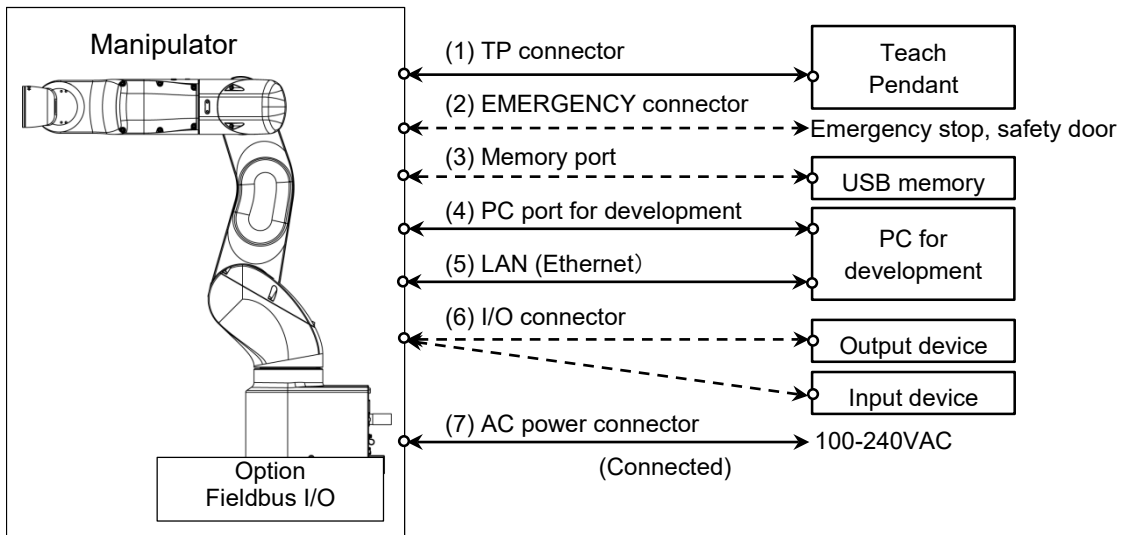 Manipulator
(1) TP connector
Teach
Pendant
(2) EMERGENCY connector
Emergency stop, safety door
(3) Memory port
USB memory
(4) PC port for development
PC for
development
(5) LAN (Ethernet）
(6) I/O connector
Output device
Input device
(7) AC power connector
100-240VAC
(Connected)
Option
Fieldbus I/O